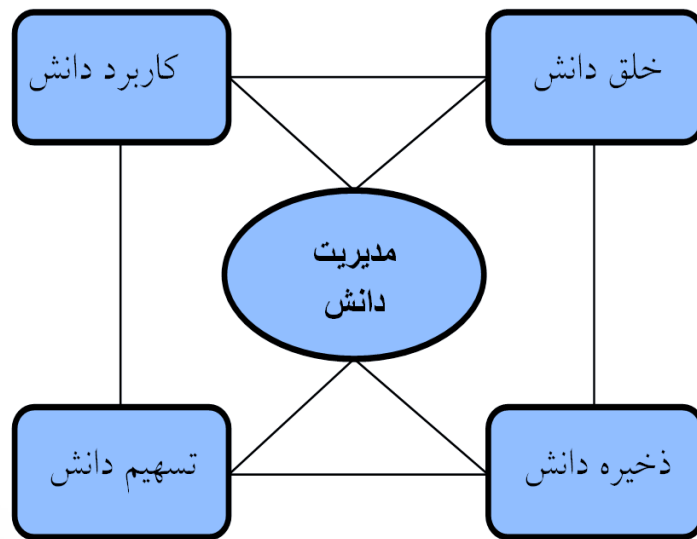 خلق دانش
کاربرد دانش
مدیریت
دانش
ذخیره دانش
تسهیم دانش